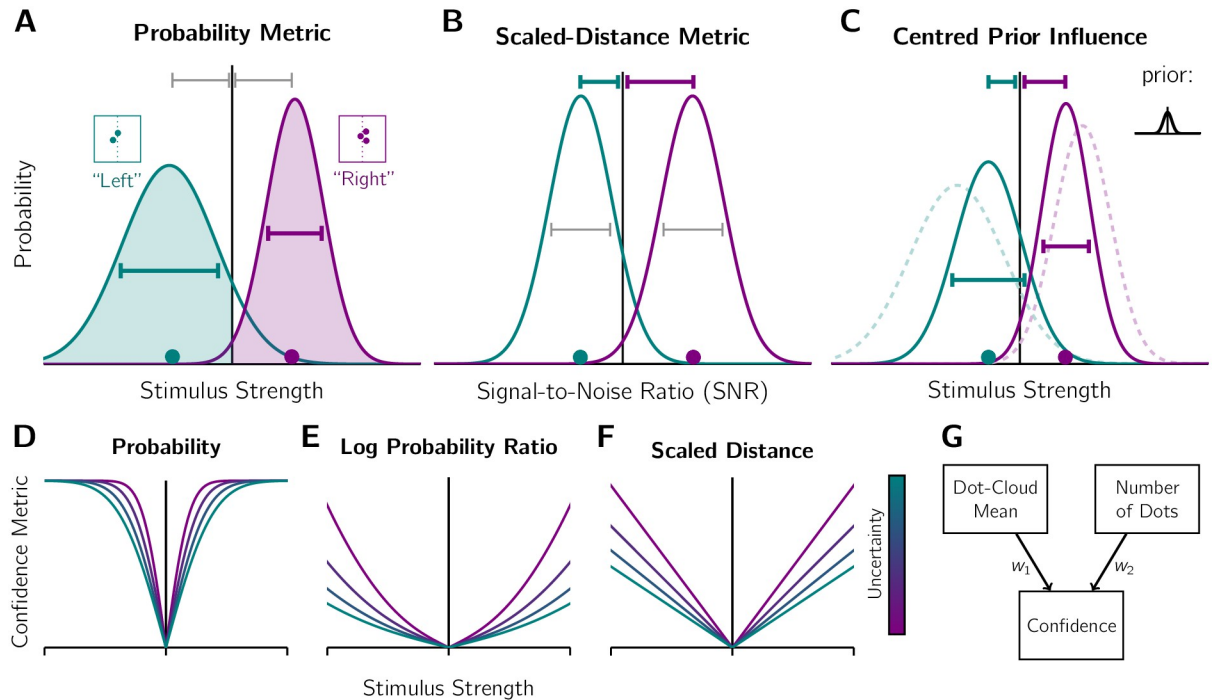 A
Probability Metric
“Left”
“Right”
Probability
Stimulus Strength
B
Scaled-Distance Metric
Signal-to-Noise Ratio (SNR)
C
Centred Prior Influence
prior:
Stimulus Strength
D
Probability
Confidence Metric
E
Log Probability Ratio
Stimulus Strength
F
Scaled Distance
Uncertainty
G
Dot-Cloud
Mean
Number
of Dots
w1
w2
Confidence